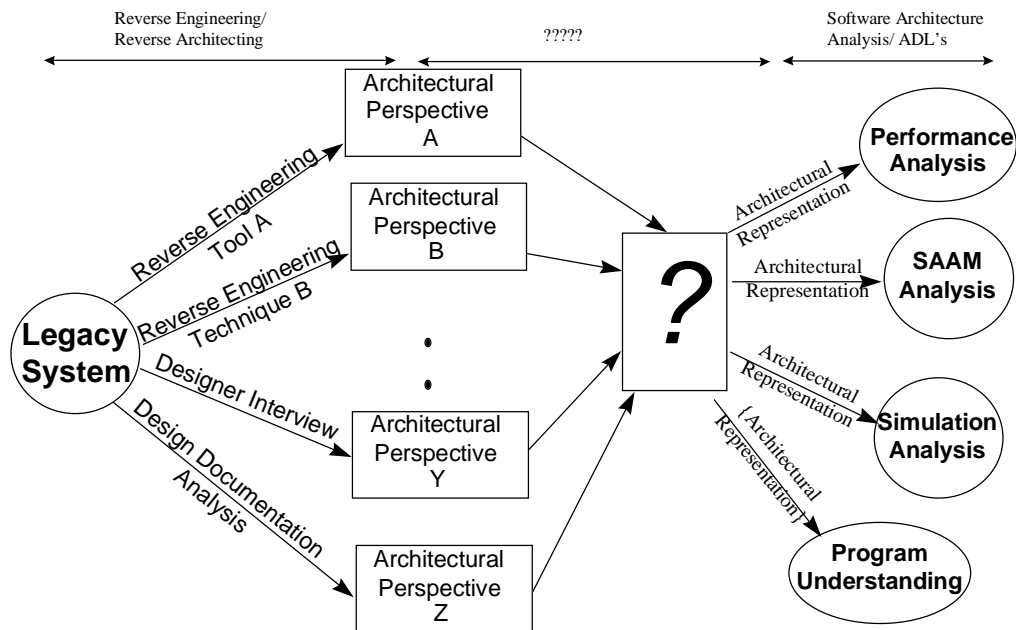 Reverse Engineering/
Reverse Architecting
?????
Software Architecture
Analysis/ ADL's
Legacy
System
Reverse Engineering
Tool A
Reverse Engineering
Technique B
Designer Interview
Design Documentation
Analysis
Architectural
Perspective
A
Architectural
Perspective
B
Architectural
Perspective
Y
Architectural
Perspective
Z
?
Architectural
Representation
Architectural
Representation
Architectural
Representation
{Architectural
Representation}
Performance
Analysis
SAAM
Analysis
Simulation
Analysis
Program
Understanding